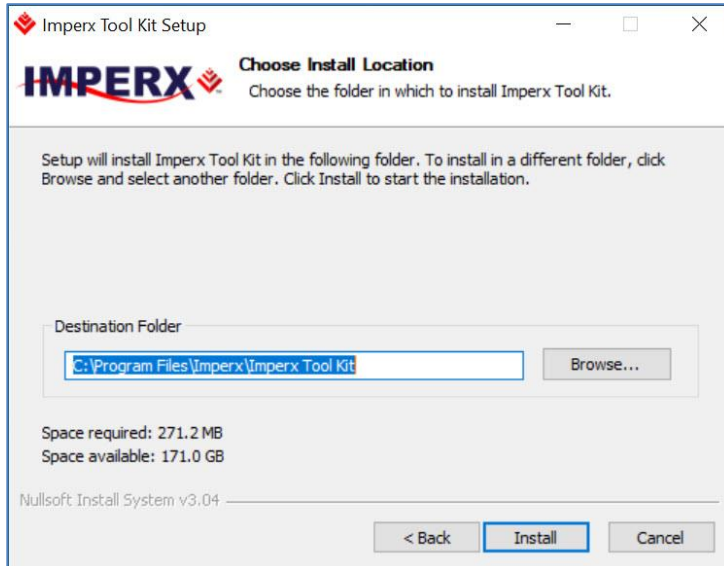 Imperx Tool Kit Setup
IMPERX
Choose Install Location
Choose the folder in which to install Imperx Tool Kit.
Setup will install Imperx Tool Kit in the following folder. To install in a different folder, click
Browse and select another folder. Click Install to start the installation.
Destination Folder
C:\Program Files\Imperx\Imperx Tool Kit
Browse...
Space required: 271.2 MB
Space available: 171.0 GB
Nullsoft Install System v3.04
< Back
Install
Cancel